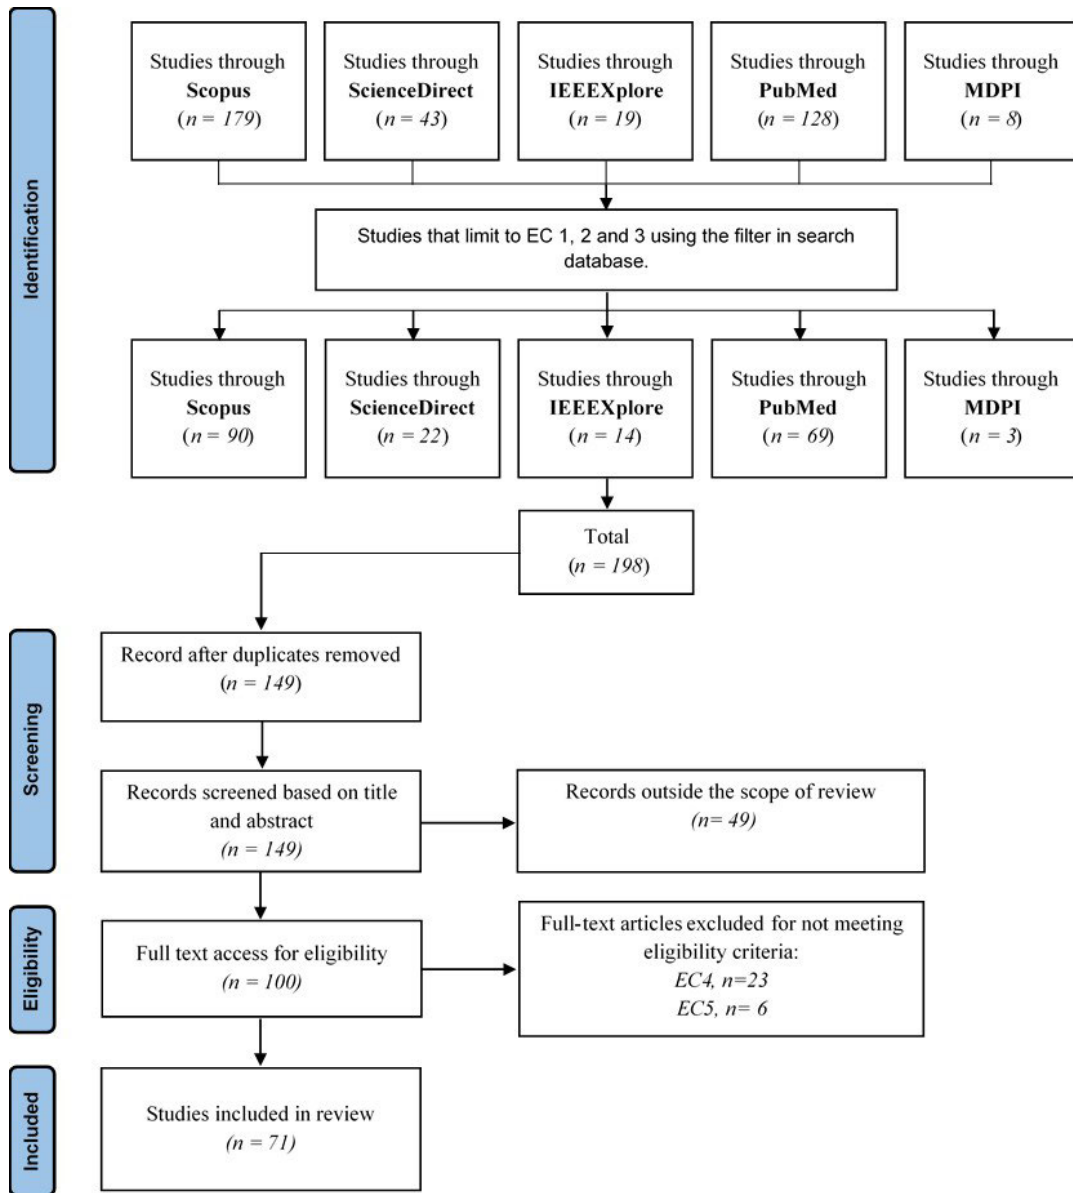 Identification
Studies through
Scopus
(n = 179)
Studies through
ScienceDirect
(n = 43)
Studies through
IEEEXplore
(n = 19)
Studies through
PubMed
(n = 128)
Studies through
MDPI
(n = 8)
Studies that limit to EC 1, 2 and 3 using the filter in search
database.
Studies through
Scopus
(n = 90)
Studies through
ScienceDirect
(n = 22)
Studies through
IEEEXplore
(n = 14)
Studies through
PubMed
(n = 69)
Studies through
MDPI
(n = 3)
Total
(n = 198)
Screening
Record after duplicates removed
(n = 149)
Records screened based on title
and abstract
(n = 149)
Records outside the scope of review
(n= 49)
Eligibility
Full text access for eligibility
(n = 100)
Full-text articles excluded for not meeting
eligibility criteria:
EC4, n=23
EC5, n= 6
Included
Studies included in review
(n = 71)